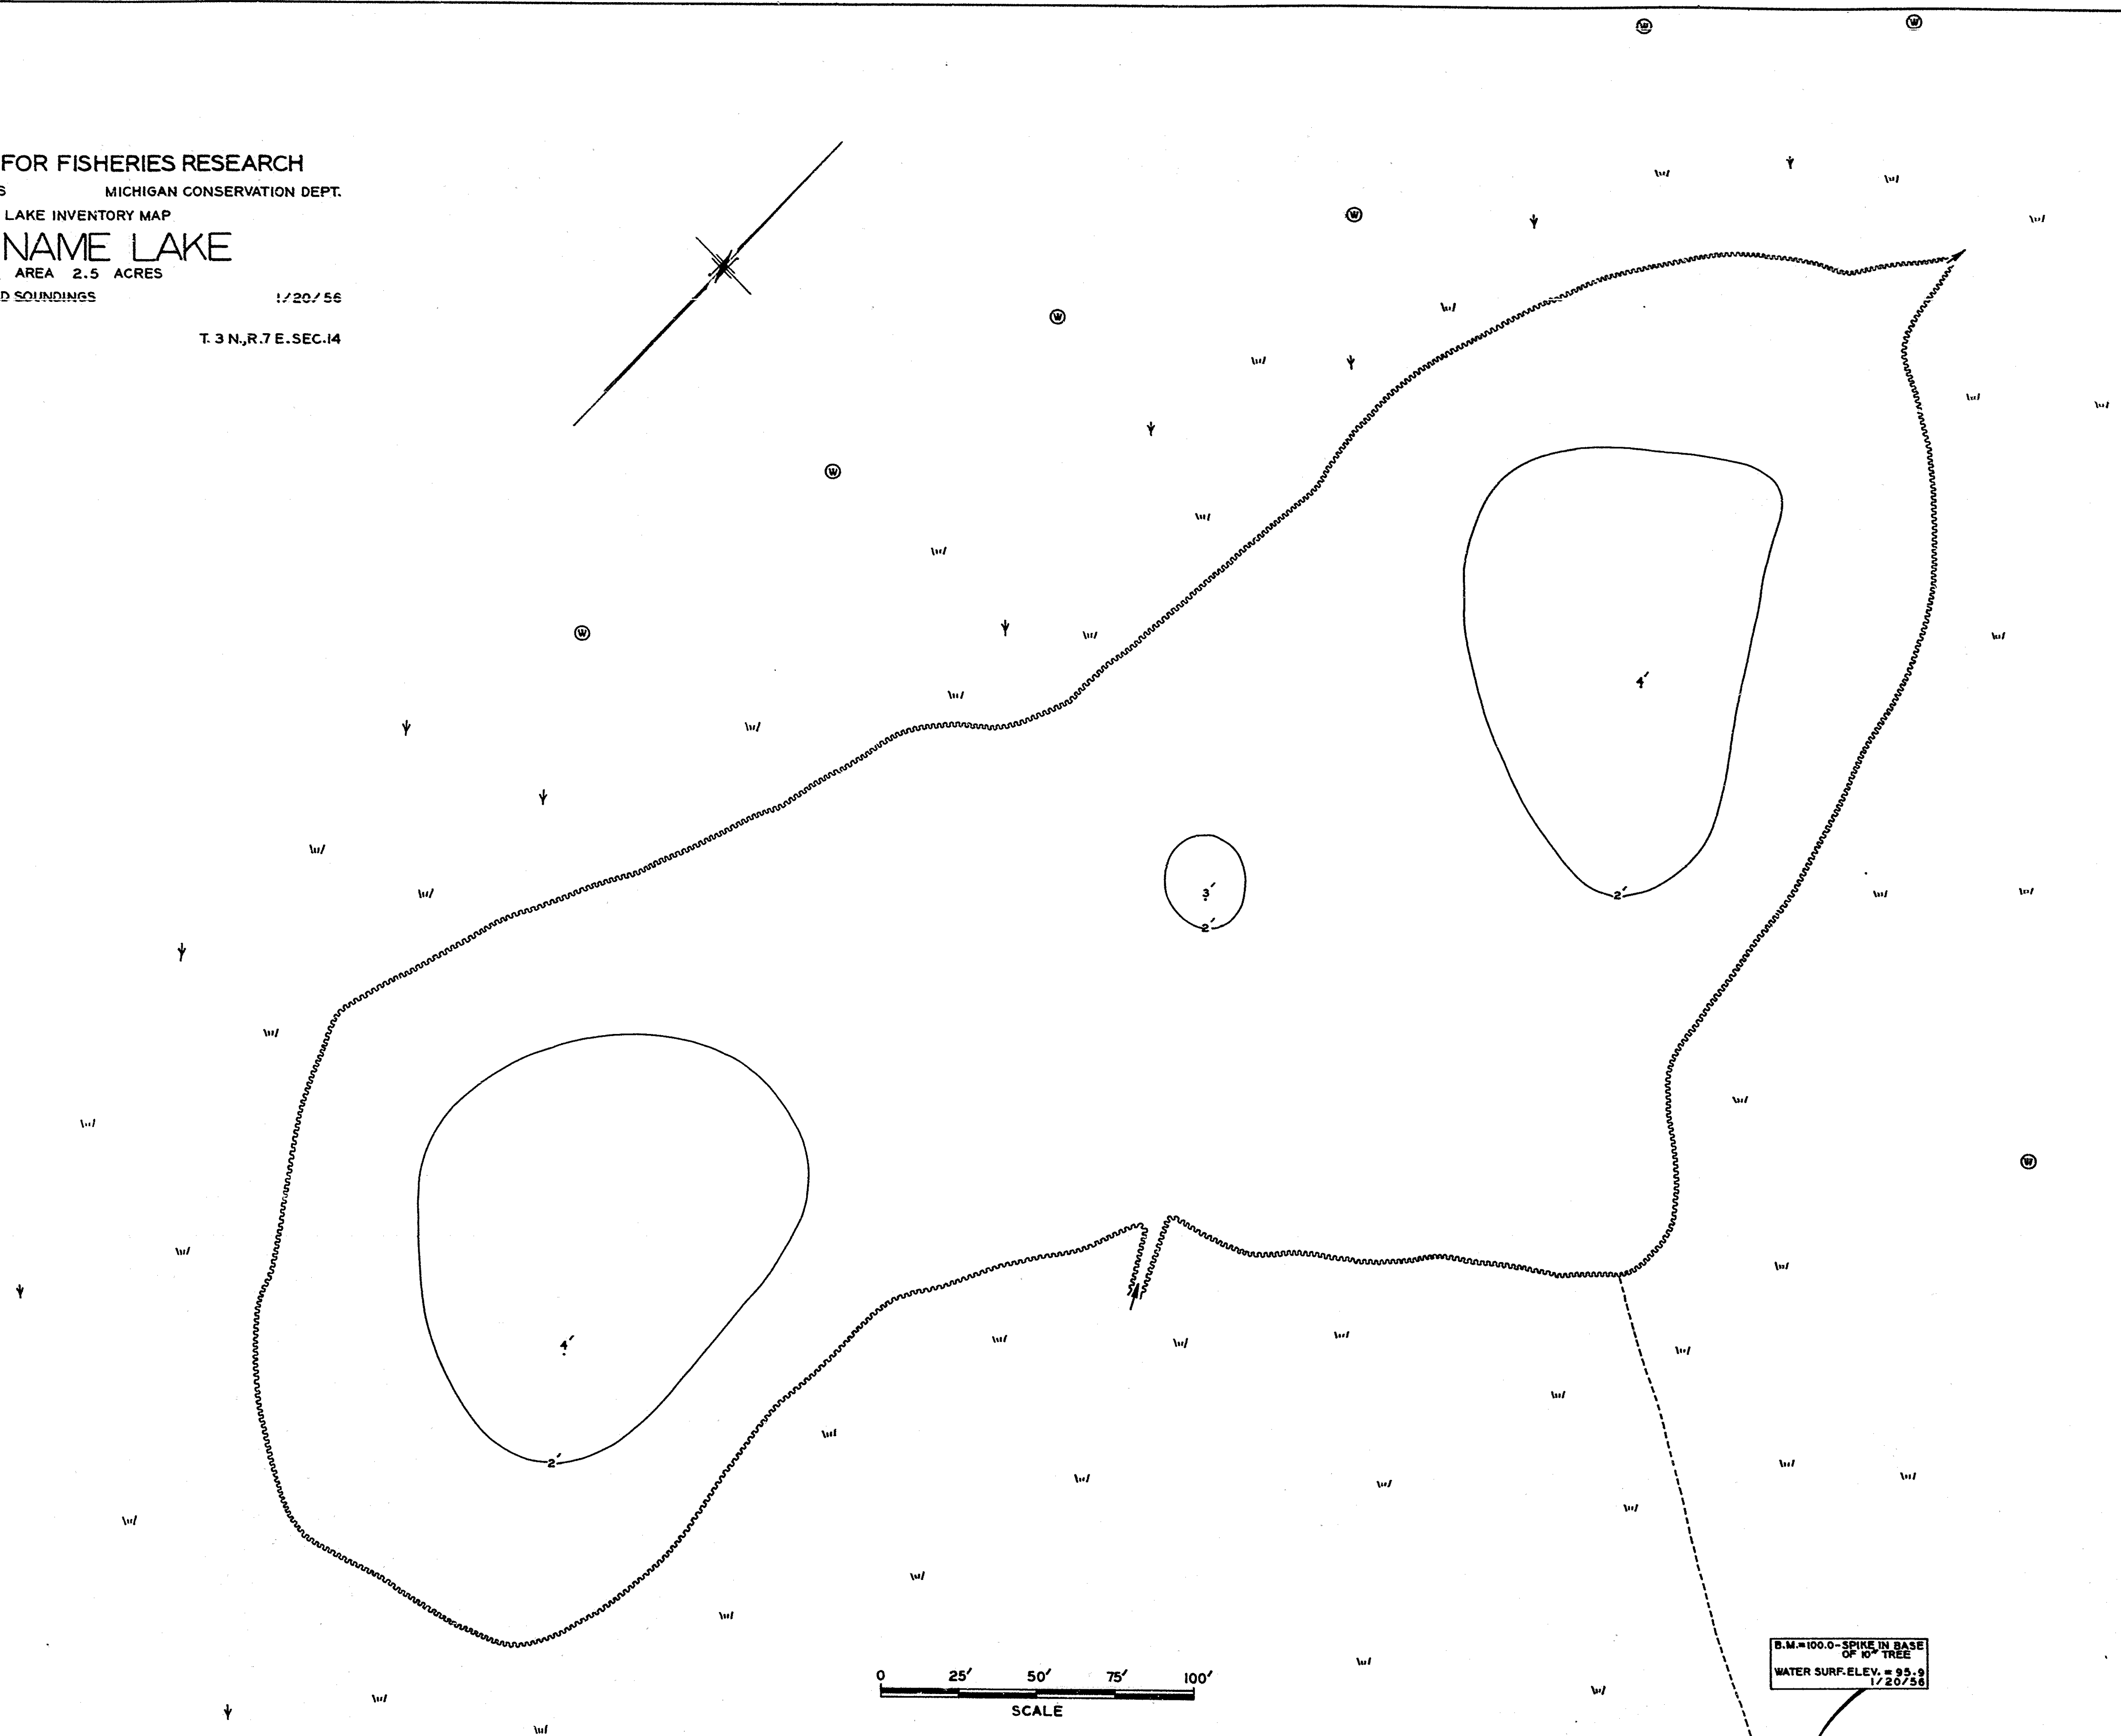 FOR FISHERIES RESEARCH
S MICHIGAN CONSERVATION DEPT.
LAKE INVENTORY MAP
NAME LAKE
AREA 2.5 ACRES
D SOUNDINGS 1/20/56
T. 3 N., R. 7 E. SEC. 14
W
W
W
W
W
W
4′
3′
2′
2′
W
4′
2′
0 25′ 50′ 75′ 100′
SCALE
B.M.=100.0-SPIKE IN BASE
OF 10" TREE
WATER SURF. ELEV. = 95.9
1/20/56